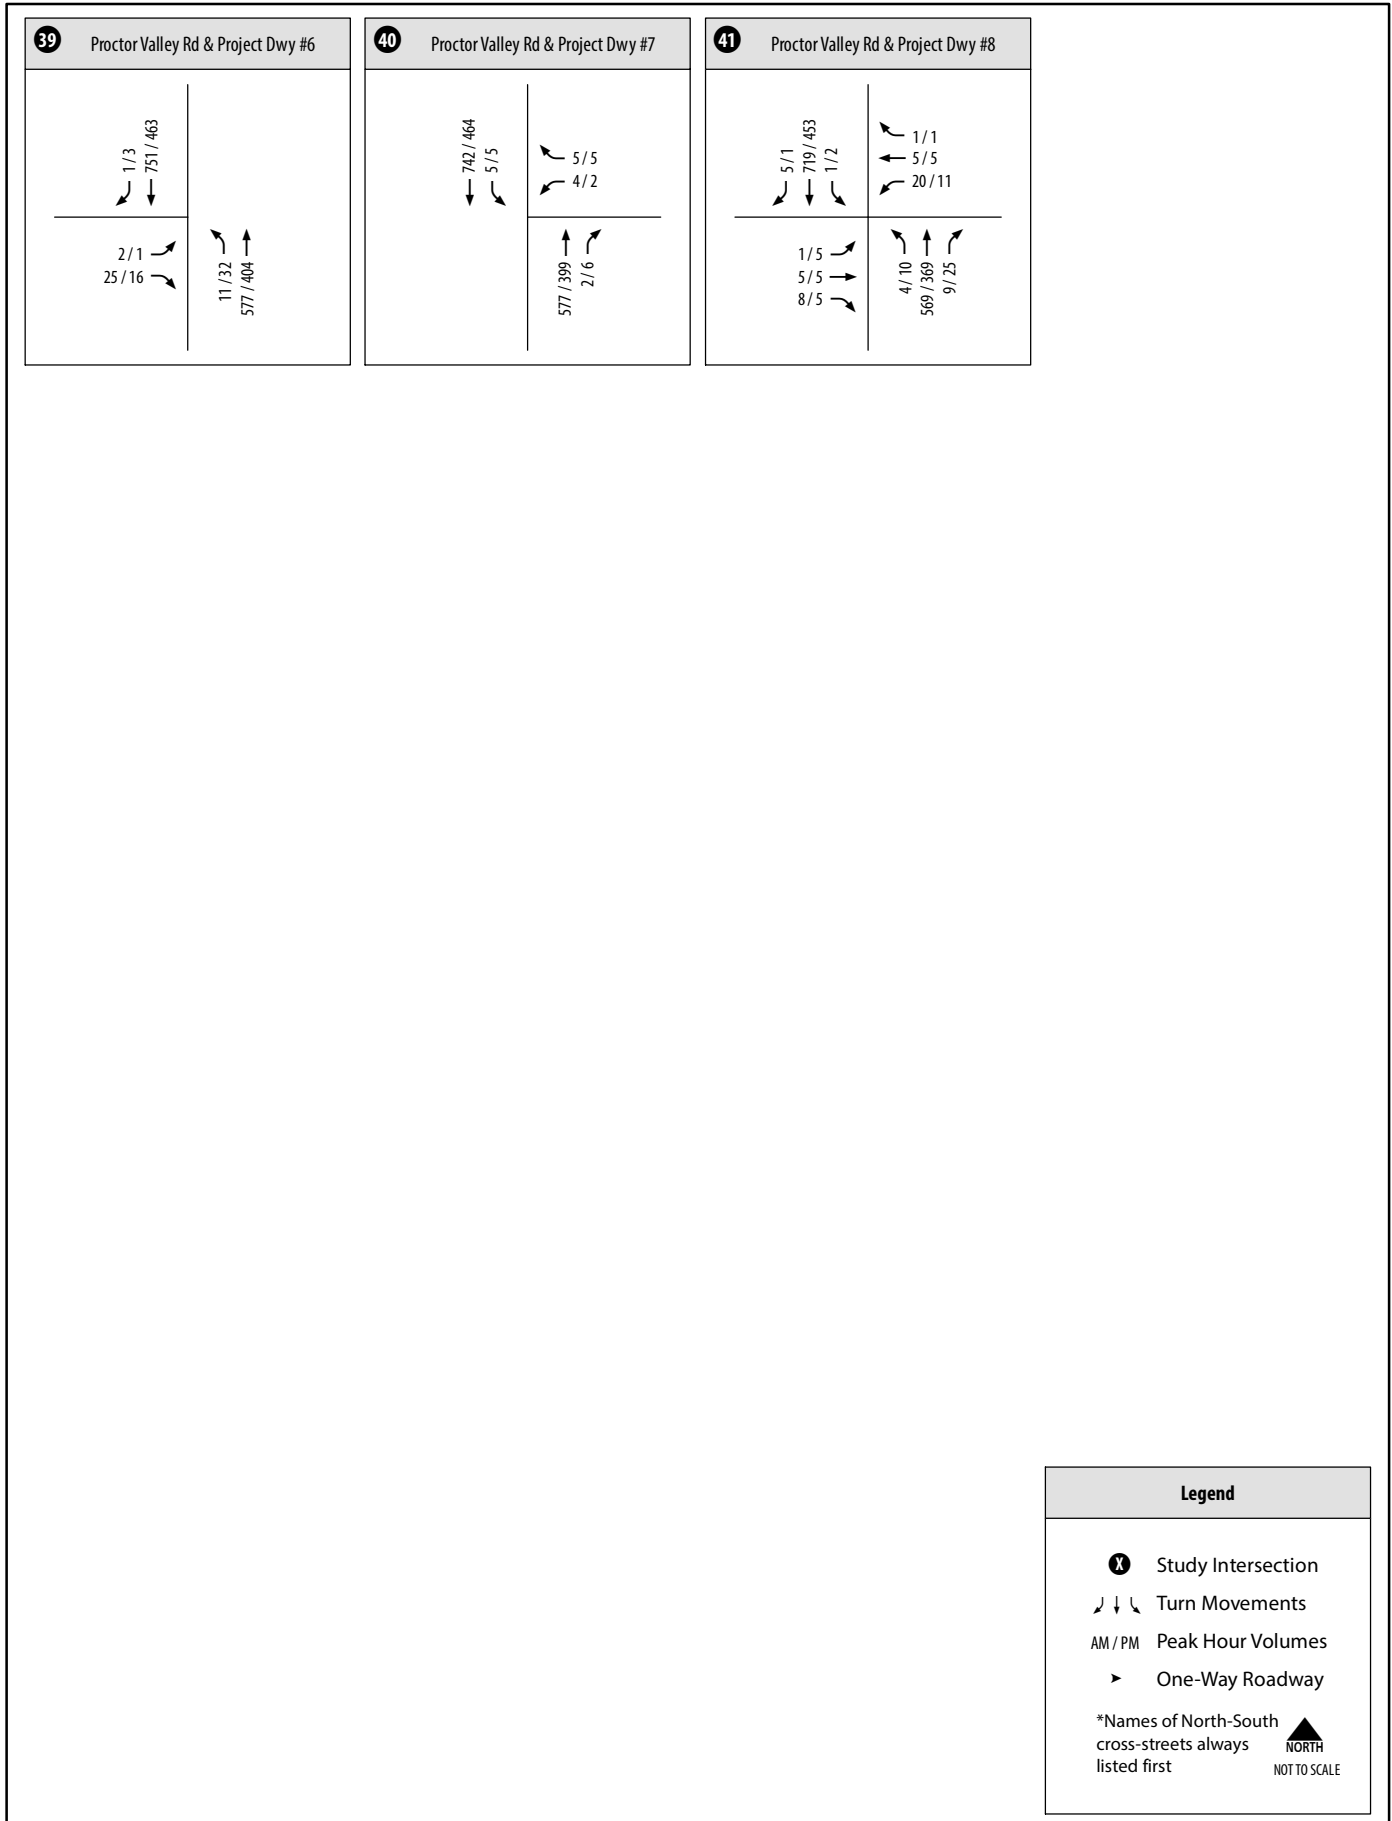 39 Proctor Valley Rd & Project Dwy #6
1 / 3
751 / 463
2 / 1
25 / 16
11 / 32
577 / 404
40 Proctor Valley Rd & Project Dwy #7
742 / 464
5 / 5
5 / 5
4 / 2
577 / 399
2 / 6
41 Proctor Valley Rd & Project Dwy #8
5 / 1
719 / 453
1 / 2
1 / 1
5 / 5
20 / 11
1 / 5
5 / 5
8 / 5
4 / 10
569 / 369
9 / 25
Legend
X Study Intersection
Turn Movements
AM / PM Peak Hour Volumes
One-Way Roadway
*Names of North-South
cross-streets always
listed first
NORTH
NOT TO SCALE